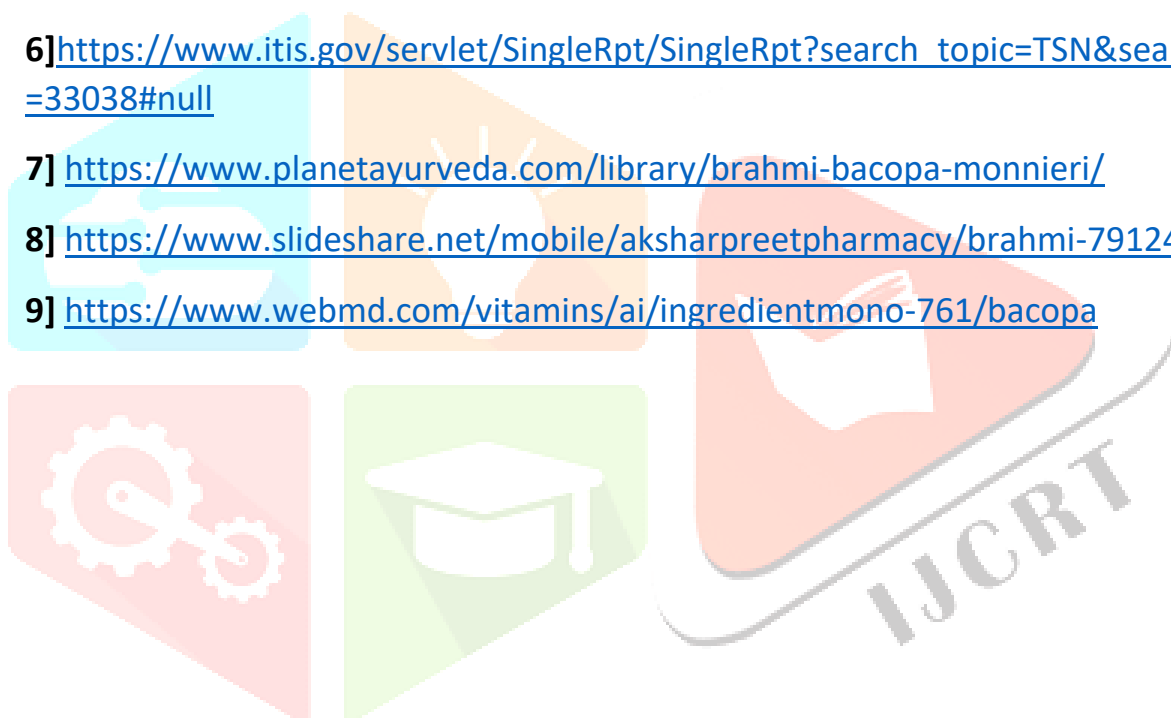 6]https://www.itis.gov/servlet/SingleRpt/SingleRpt?search_topic=TSN&sea
=33038#null
7] https://www.planetayurveda.com/library/brahmi-bacopa-monnieri/
8] https://www.slideshare.net/mobile/aksharpreetpharmacy/brahmi-79124
9] https://www.webmd.com/vitamins/ai/ingredientmono-761/bacopa
IJCRT